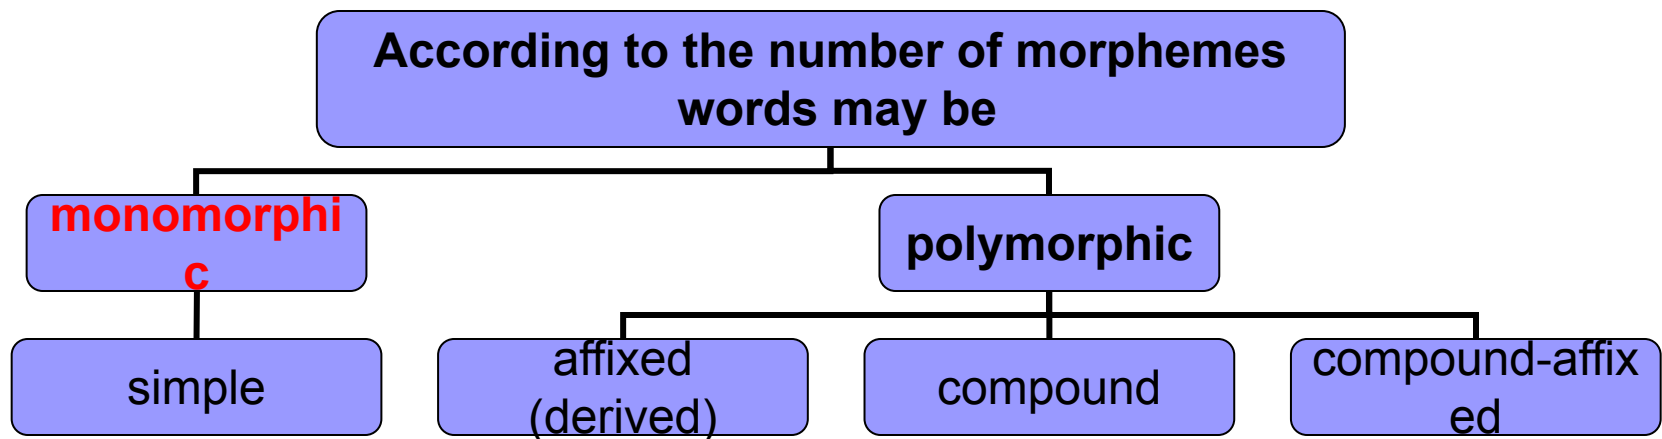 According to the number of morphemes
words may be
monomorphi
c
polymorphic
simple
affixed
(derived)
compound
compound-affix
ed